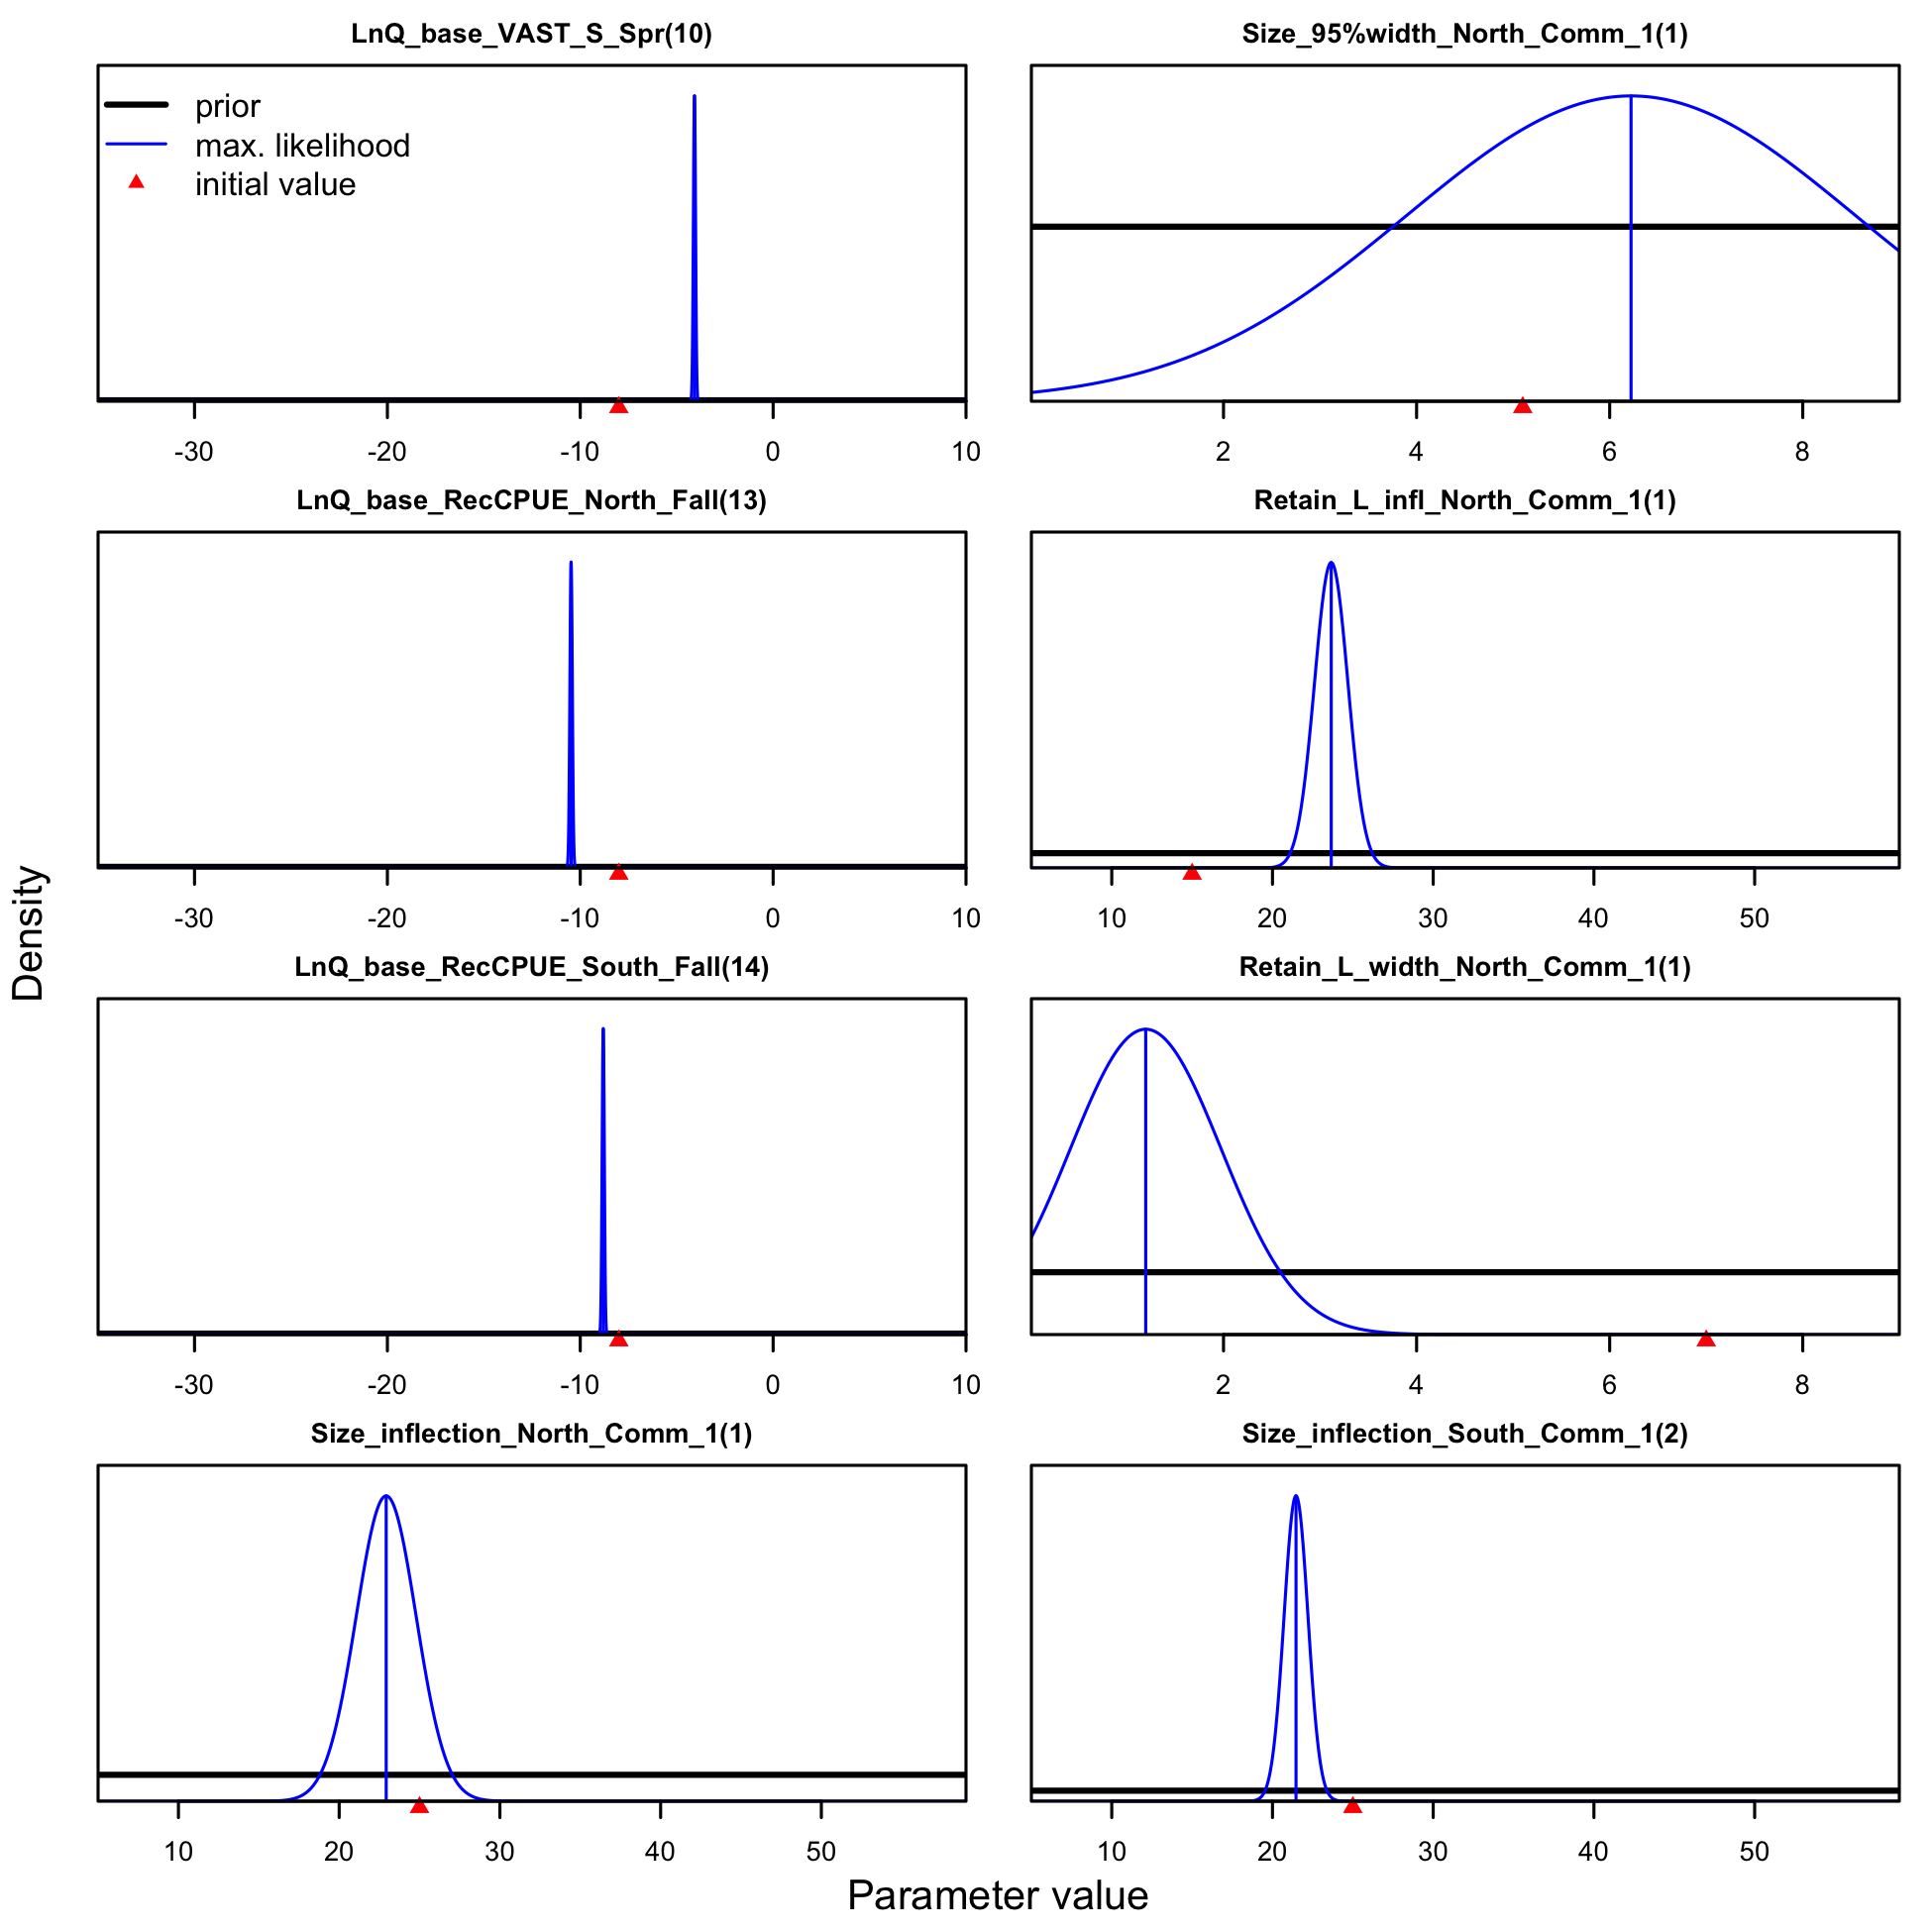 LnQ_base_VAST_S_Spr(10)
prior
max. likelihood
initial value
-30 -20 -10 0 10
Size_95%width_North_Comm_1(1)
2 4 6 8
LnQ_base_RecCPUE_North_Fall(13)
-30 -20 -10 0 10
Retain_L_infl_North_Comm_1(1)
10 20 30 40 50
LnQ_base_RecCPUE_South_Fall(14)
-30 -20 -10 0 10
Retain_L_width_North_Comm_1(1)
2 4 6 8
Size_inflection_North_Comm_1(1)
10 20 30 40 50
Size_inflection_South_Comm_1(2)
10 20 30 40 50
Density
Parameter value